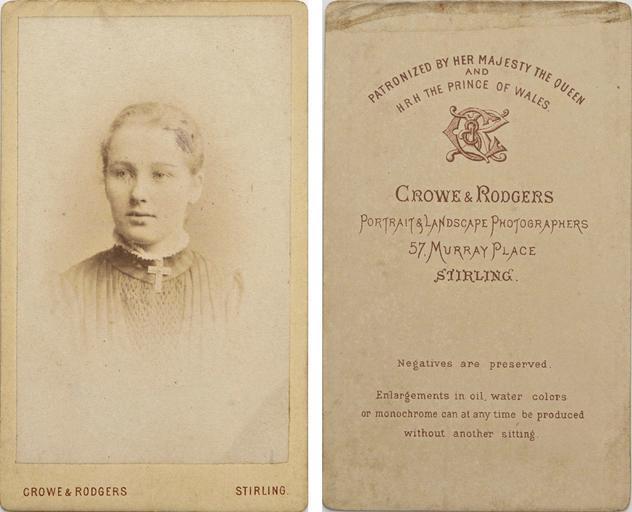 CROWE & RODGERS STIRLING.
PATRONIZED BY HER MAJESTY THE QUEEN
AND
H.R.H THE PRINCE OF WALES.
CROWE & RODGERS
PORTRAIT & LANDSCAPE PHOTOGRAPHERS
57, MURRAY PLACE
STIRLING.
Negatives are preserved.
Enlargements in oil, water colors
or monochrome can at any time be produced
without another sitting.